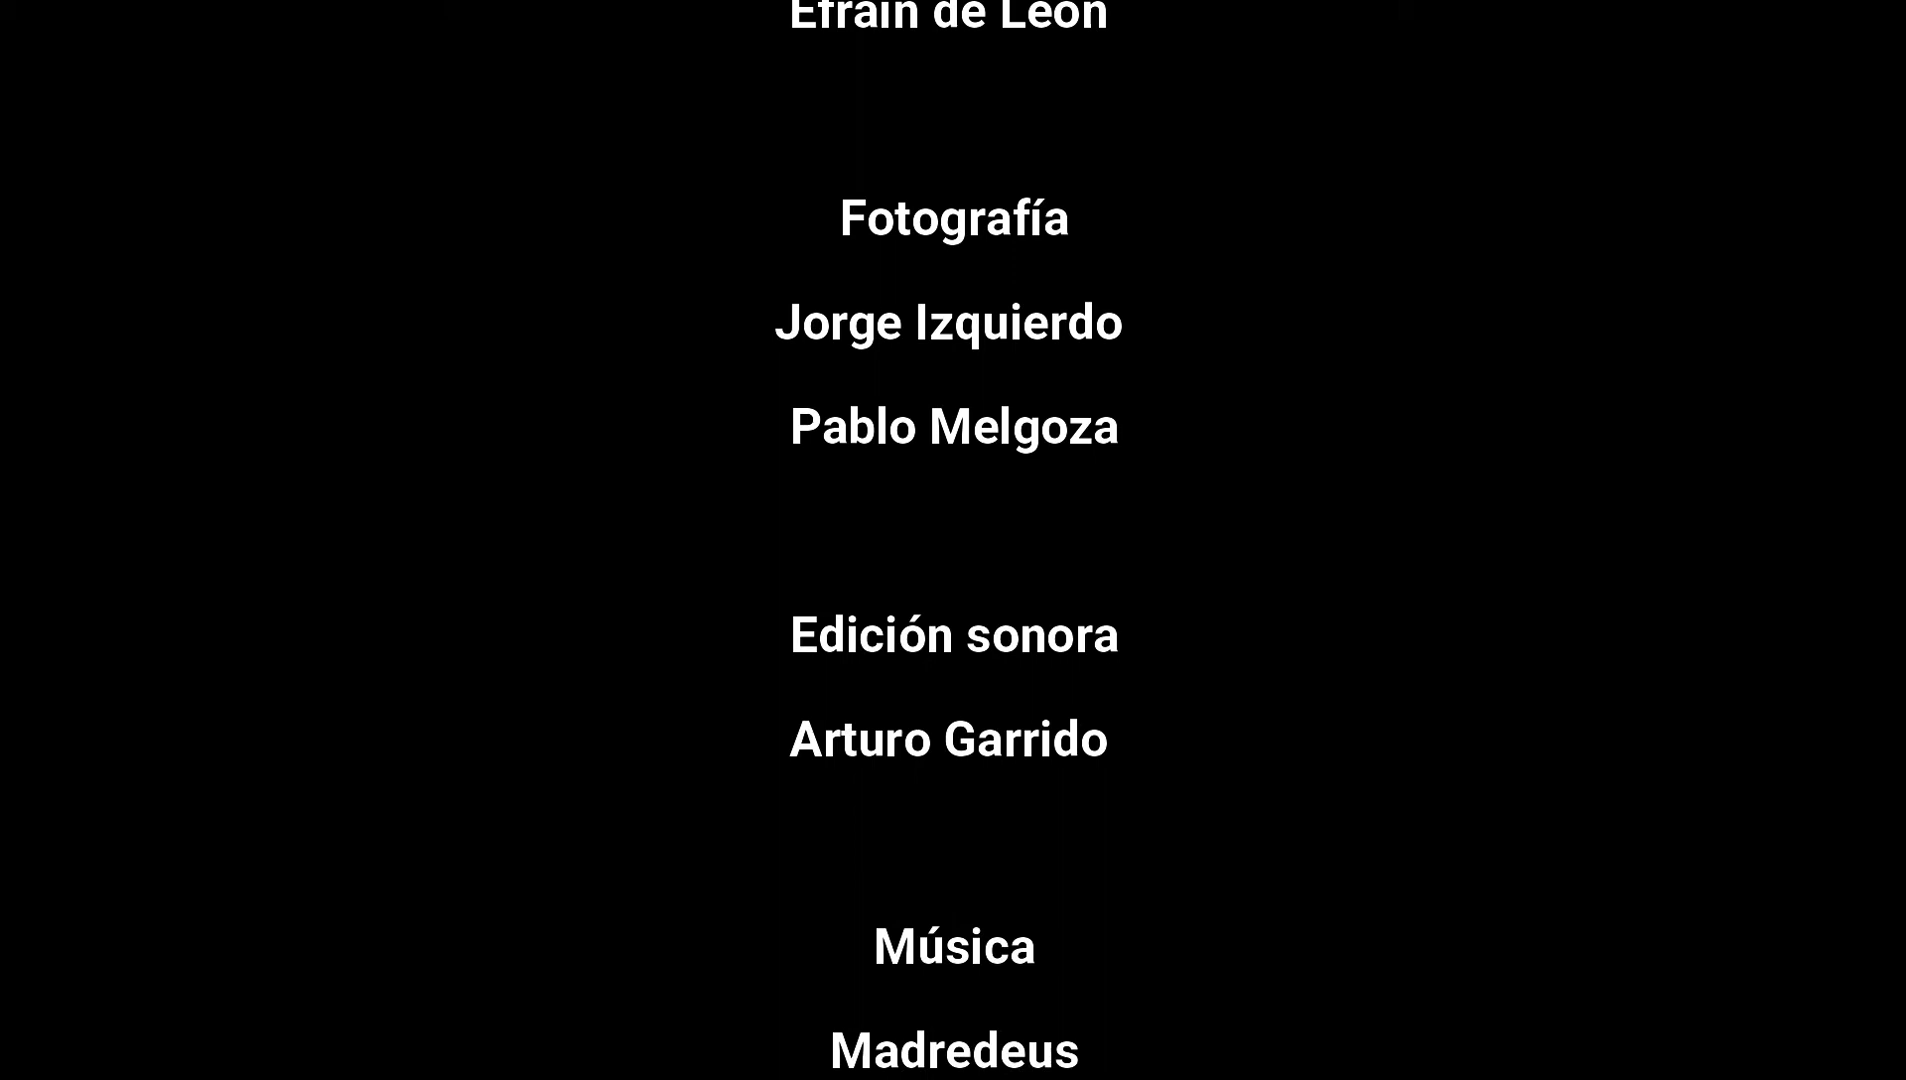 Efraín de León
Fotografía
Jorge Izquierdo
Pablo Melgoza
Edición sonora
Arturo Garrido
Música
Madredeus